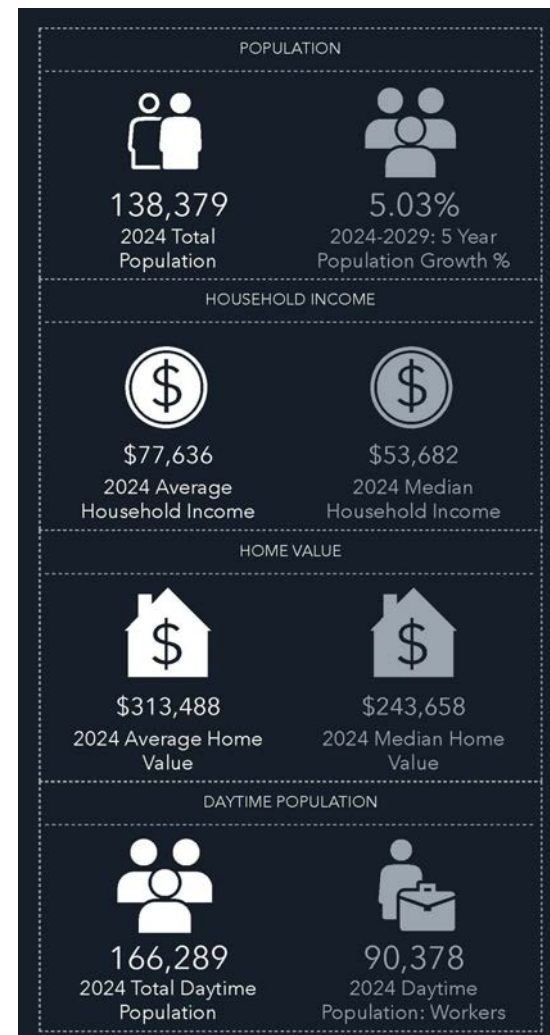 POPULATION
138,379
2024 Total
Population
5.03%
2024-2029: 5 Year
Population Growth %
HOUSEHOLD INCOME
$
$77,636
2024 Average
Household Income
$
$53,682
2024 Median
Household Income
HOME VALUE
$
$313,488
2024 Average Home
Value
$
$243,658
2024 Median Home
Value
DAYTIME POPULATION
166,289
2024 Total Daytime
Population
90,378
2024 Daytime
Population: Workers